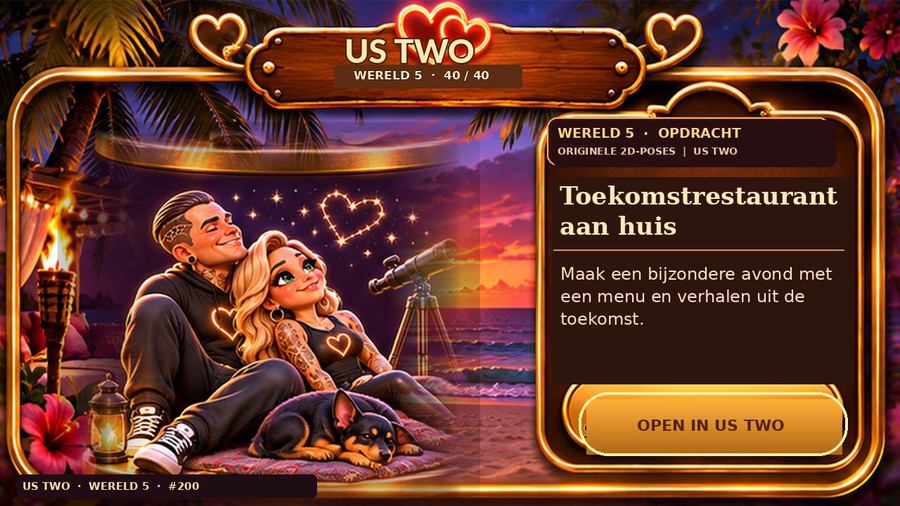 US TWO
WERELD 5 · 40 / 40
WERELD 5 · OPDRACHT
ORIGINELE 2D-POSES | US TWO
Toekomstrestaurant
aan huis
Maak een bijzondere avond met
een menu en verhalen uit de
toekomst.
OPEN IN US TWO
US TWO · WERELD 5 · #200